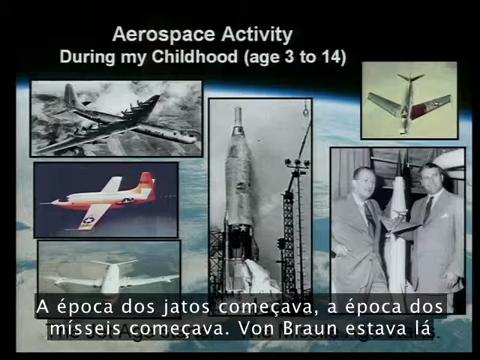 Aerospace Activity
During my Childhood (age 3 to 14)
A época dos jatos começava, a época dos
mísseis começava. Von Braun estava lá